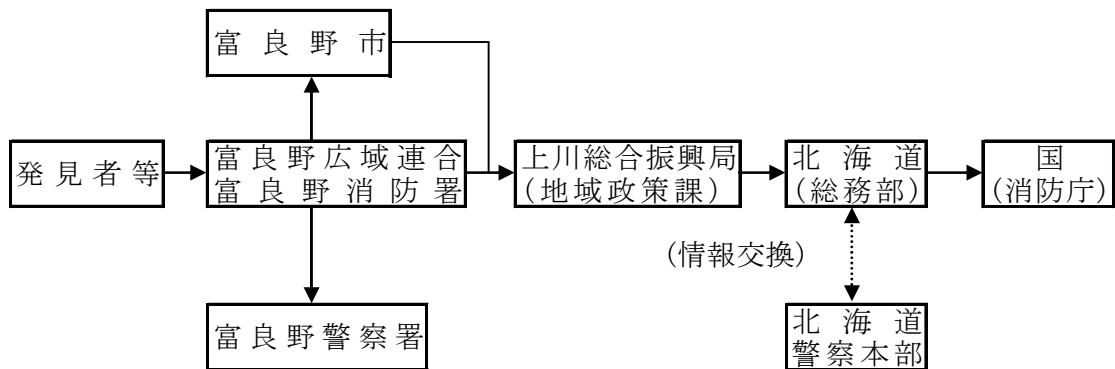 富良野市
発見者等
富良野広域連合
富良野消防署
上川総合振興局
(地域政策課)
北海道
(総務部)
国
(消防庁)
(情報交換)
富良野警察署
北海道
警察本部